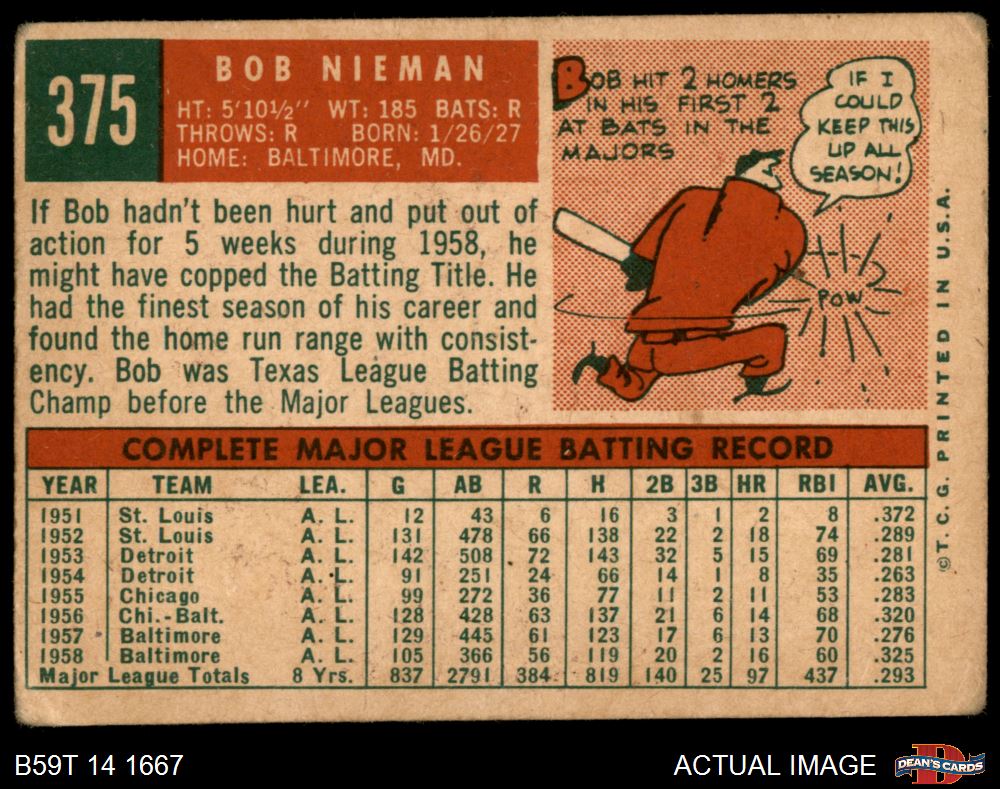 375
BOB NIEMAN
HT: 5'10½" WT: 185 BATS: R
THROWS: R BORN: 1/26/27
HOME: BALTIMORE, MD.
If Bob hadn't been hurt and put out of
action for 5 weeks during 1958, he
might have copped the Batting Title. He
had the finest season of his career and
found the home run range with consist-
ency. Bob was Texas League Batting
Champ before the Major Leagues.
BOB HIT 2 HOMERS
IN HIS FIRST 2
AT BATS IN THE
MAJORS
IF I
COULD
KEEP THIS
UP ALL
SEASON!
POW
© T. C. G. PRINTED IN U.S.A.
COMPLETE MAJOR LEAGUE BATTING RECORD
YEAR TEAM LEA. G AB R H 2B 3B HR RBI AVG.
1951 St. Louis A. L. 12 43 6 16 3 1 2 8 .372
1952 St. Louis A. L. 131 478 66 138 22 2 18 74 .289
1953 Detroit A. L. 142 508 72 143 32 5 15 69 .281
1954 Detroit A. L. 91 251 24 66 14 1 8 35 .263
1955 Chicago A. L. 99 272 36 77 11 2 11 53 .283
1956 Chi.-Balt. A. L. 128 428 63 137 21 6 14 68 .320
1957 Baltimore A. L. 129 445 61 123 17 6 13 70 .276
1958 Baltimore A. L. 105 366 56 119 20 2 16 60 .325
Major League Totals 8 Yrs. 837 2791 384 819 140 25 97 437 .293
B59T 14 1667
ACTUAL IMAGE
D
DEAN'S CARDS